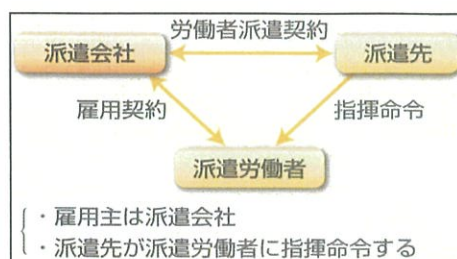 労働者派遣契約
派遣会社
派遣先
雇用契約
指揮命令
派遣労働者
・雇用主は派遣会社
・派遣先が派遣労働者に指揮命令する